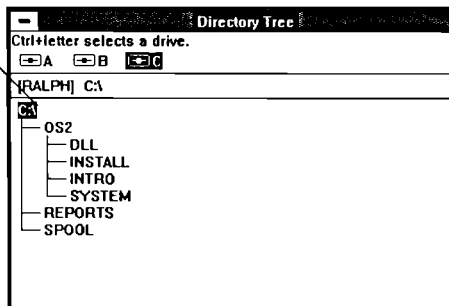 Directory Tree
Ctrl+letter selects a drive.
A B C
[RALPH] C:\
C:\
OS2
DLL
INSTALL
INTRO
SYSTEM
REPORTS
SPOOL